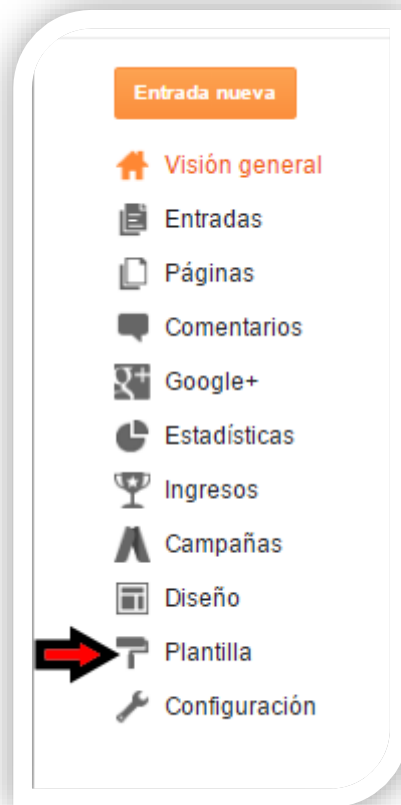 Entrada nueva
Visión general
Entradas
Páginas
Comentarios
Google+
Estadísticas
Ingresos
Campañas
Diseño
Plantilla
Configuración